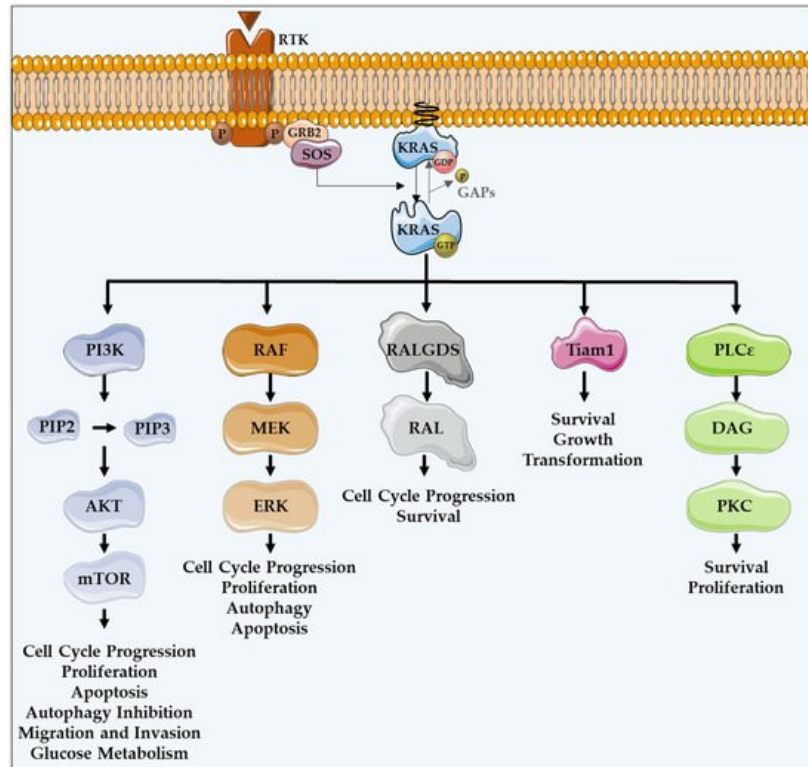 RTK
P
P
GRB2
SOS
KRAS
GDP
P
GAPs
KRAS
GTP
PI3K
RAF
RALGDS
Tiam1
PLCε
PIP2
PIP3
MEK
RAL
Survival
Growth
Transformation
DAG
AKT
ERK
Cell Cycle Progression
Survival
PKC
mTOR
Cell Cycle Progression
Proliferation
Autophagy
Apoptosis
Survival
Proliferation
Cell Cycle Progression
Proliferation
Apoptosis
Autophagy Inhibition
Migration and Invasion
Glucose Metabolism